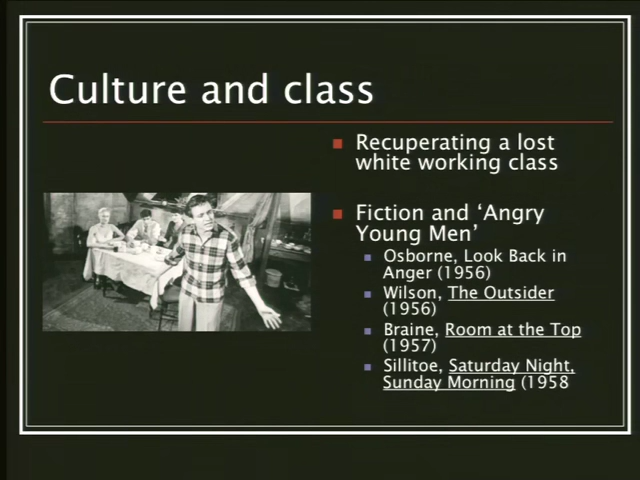 Culture and class
Recuperating a lost
white working class
Fiction and ‘Angry
Young Men’
Osborne, Look Back in
Anger (1956)
Wilson, The Outsider
(1956)
Braine, Room at the Top
(1957)
Sillitoe, Saturday Night,
Sunday Morning (1958